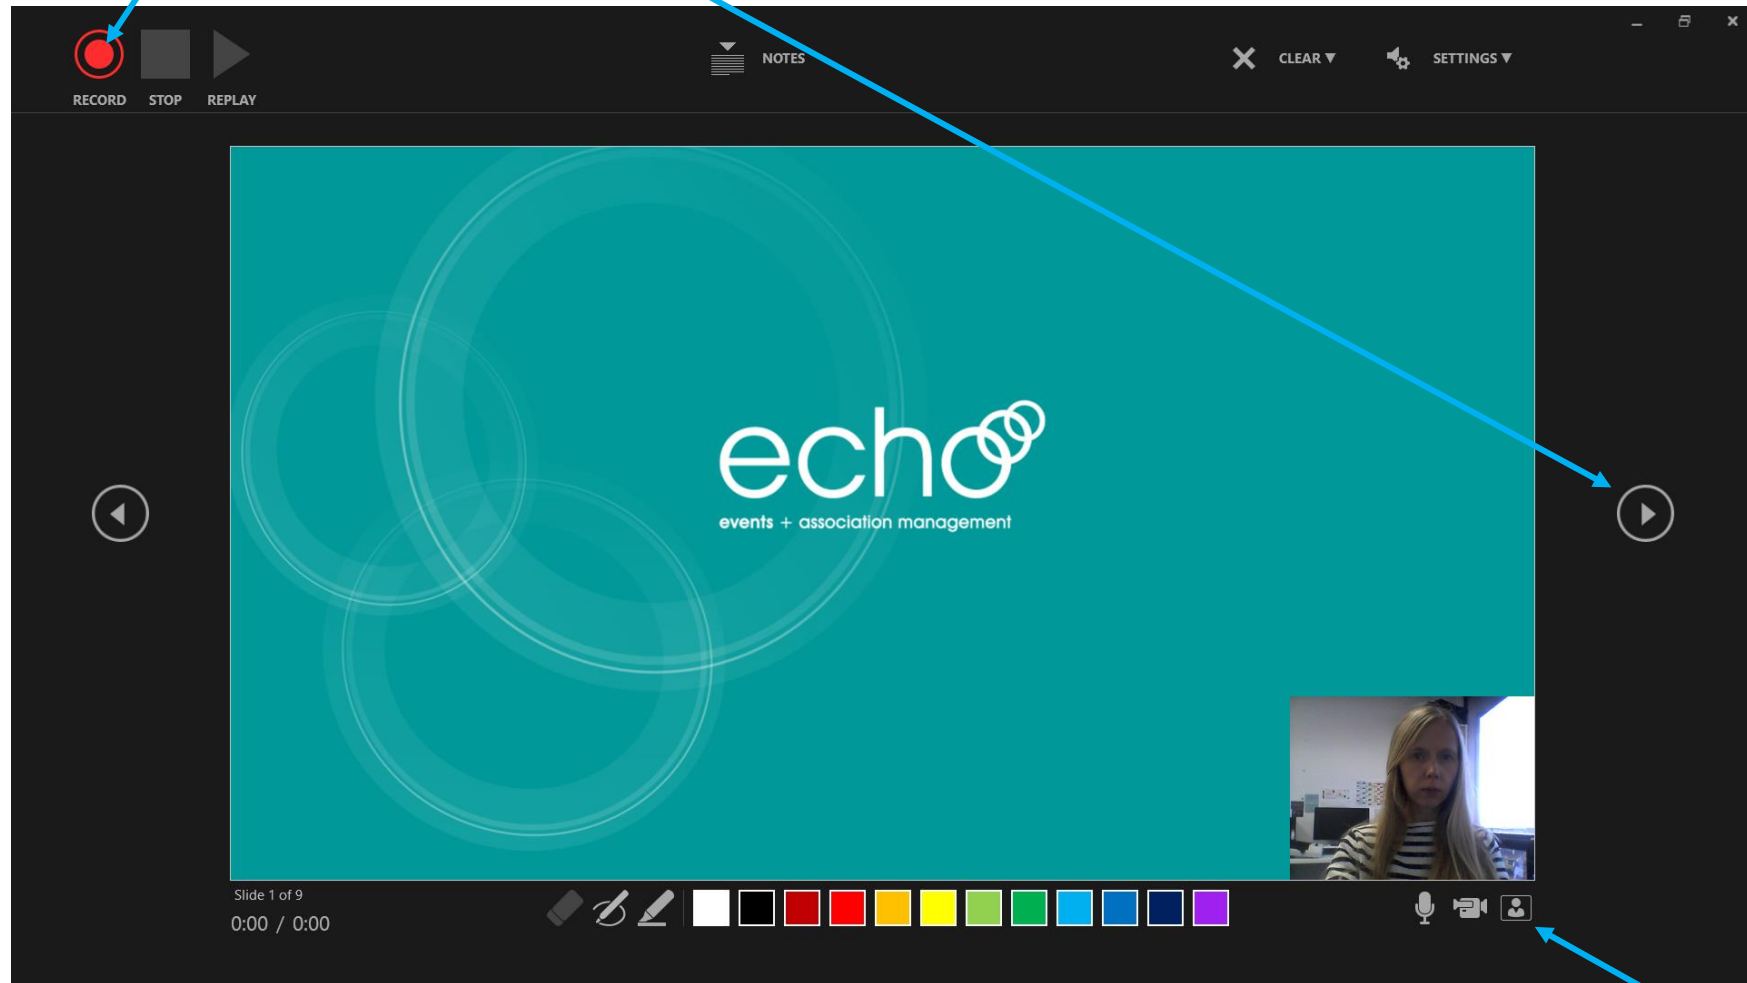 RECORD STOP REPLAY
NOTES
CLEAR
SETTINGS
echo
events + association management
Slide 1 of 9
0:00 / 0:00